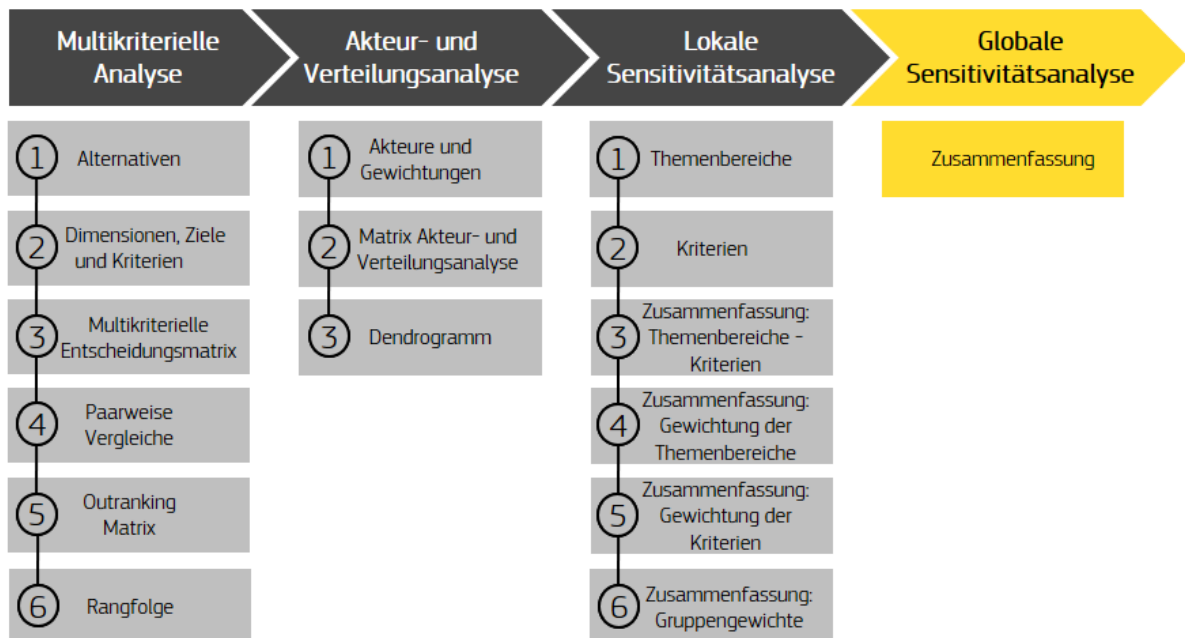 Multikriterielle
Analyse
Akteur- und
Verteilungsanalyse
Lokale
Sensitivitätsanalyse
Globale
Sensitivitätsanalyse
1 Alternativen
2 Dimensionen, Ziele
und Kriterien
3 Multikriterielle
Entscheidungsmatrix
4 Paarweise
Vergleiche
5 Outranking
Matrix
6 Rangfolge
1 Akteure und
Gewichtungen
2 Matrix Akteur- und
Verteilungsanalyse
3 Dendrogramm
1 Themenbereiche
2 Kriterien
3 Zusammenfassung:
Themenbereiche -
Kriterien
4 Zusammenfassung:
Gewichtung der
Themenbereiche
5 Zusammenfassung:
Gewichtung der
Kriterien
6 Zusammenfassung:
Gruppengewichte
Zusammenfassung